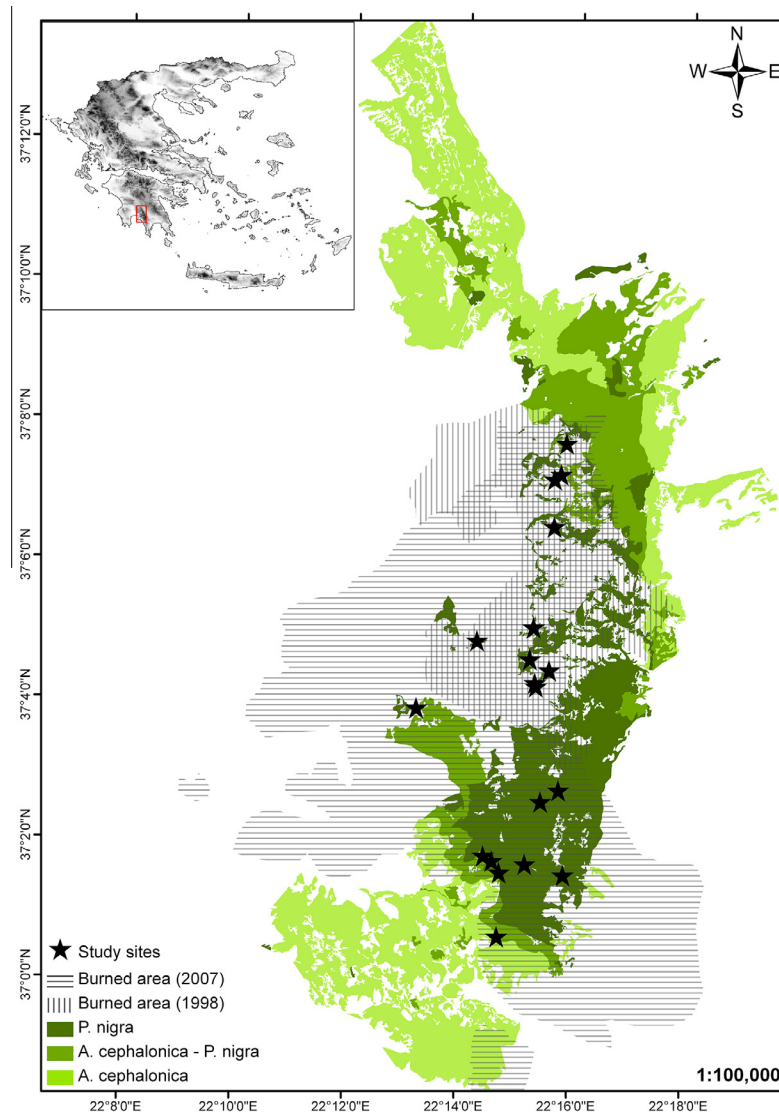 N
W E
S
37°12'0"N
37°10'0"N
37°8'0"N
37°6'0"N
37°4'0"N
37°2'0"N
37°0'0"N
Study sites
Burned area (2007)
Burned area (1998)
P. nigra
A. cephalonica - P. nigra
A. cephalonica
1:100,000
22°8'0"E 22°10'0"E 22°12'0"E 22°14'0"E 22°16'0"E 22°18'0"E